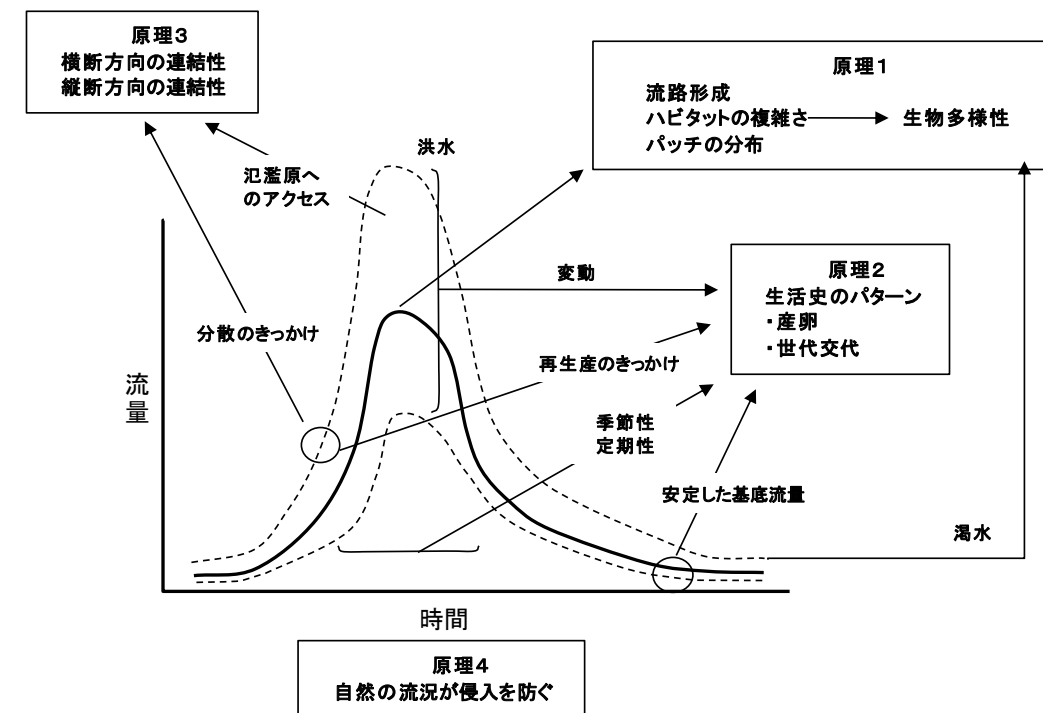 原理3
横断方向の連結性
縦断方向の連結性
原理1
流路形成
ハビタットの複雑さ
パッチの分布
生物多様性
洪水
氾濫原へ
のアクセス
変動
原理2
生活史のパターン
・産卵
・世代交代
分散のきっかけ
再生産のきっかけ
流量
季節性
定期性
安定した基底流量
渇水
時間
原理4
自然の流況が侵入を防ぐ